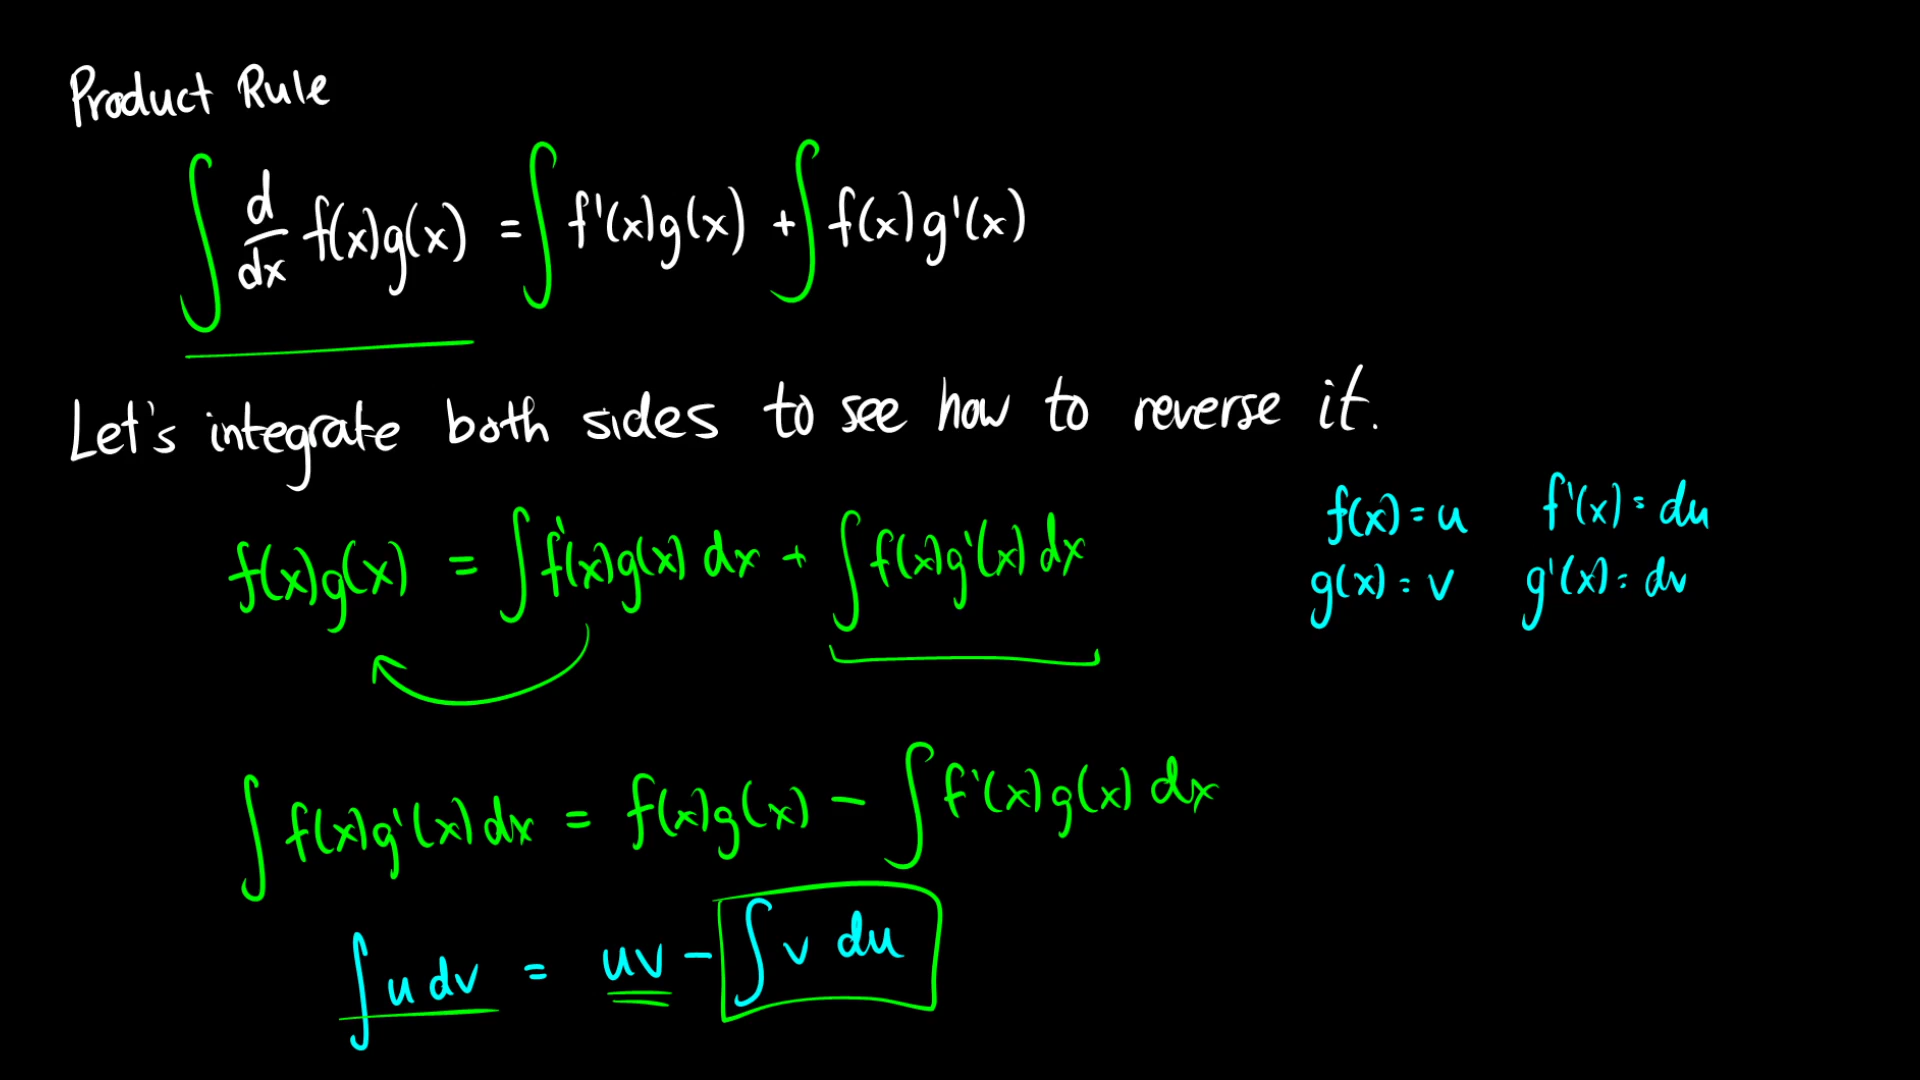 Product Rule
∫ d/dx f(x)g(x) = ∫ f'(x)g(x) + ∫ f(x)g'(x)
Let's integrate both sides to see how to reverse it.
f(x)=u f'(x)=du
f(x)g(x) = ∫ f'(x)g(x) dx + ∫ f(x)g'(x) dx
g(x)=v g'(x)=dv
∫ f(x)g'(x) dx = f(x)g(x) - ∫ f'(x)g(x) dx
∫ u dv = uv - ∫ v du